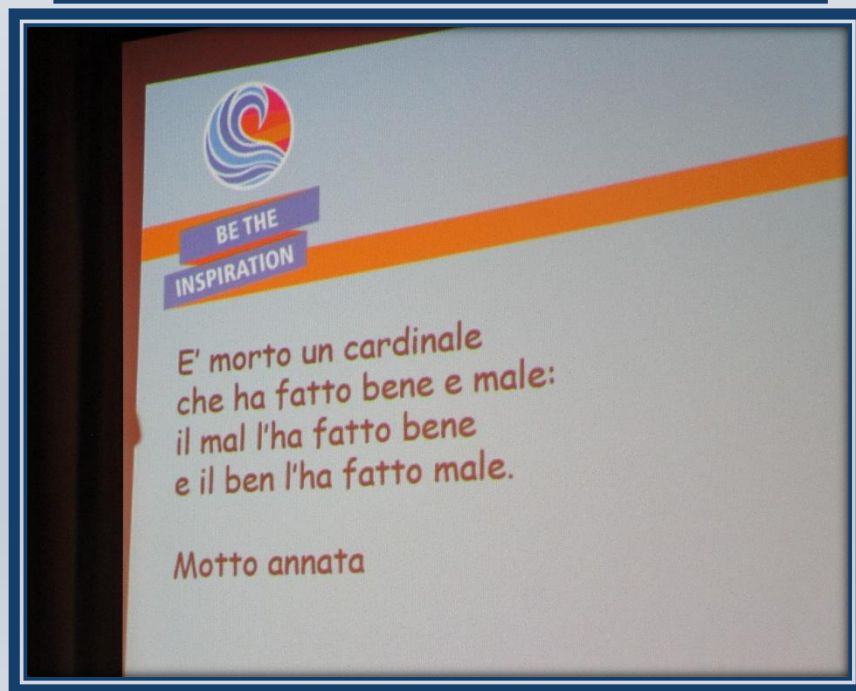 BE THE
INSPIRATION
E' morto un cardinale
che ha fatto bene e male:
il mal l'ha fatto bene
e il ben l'ha fatto male.
Motto annata